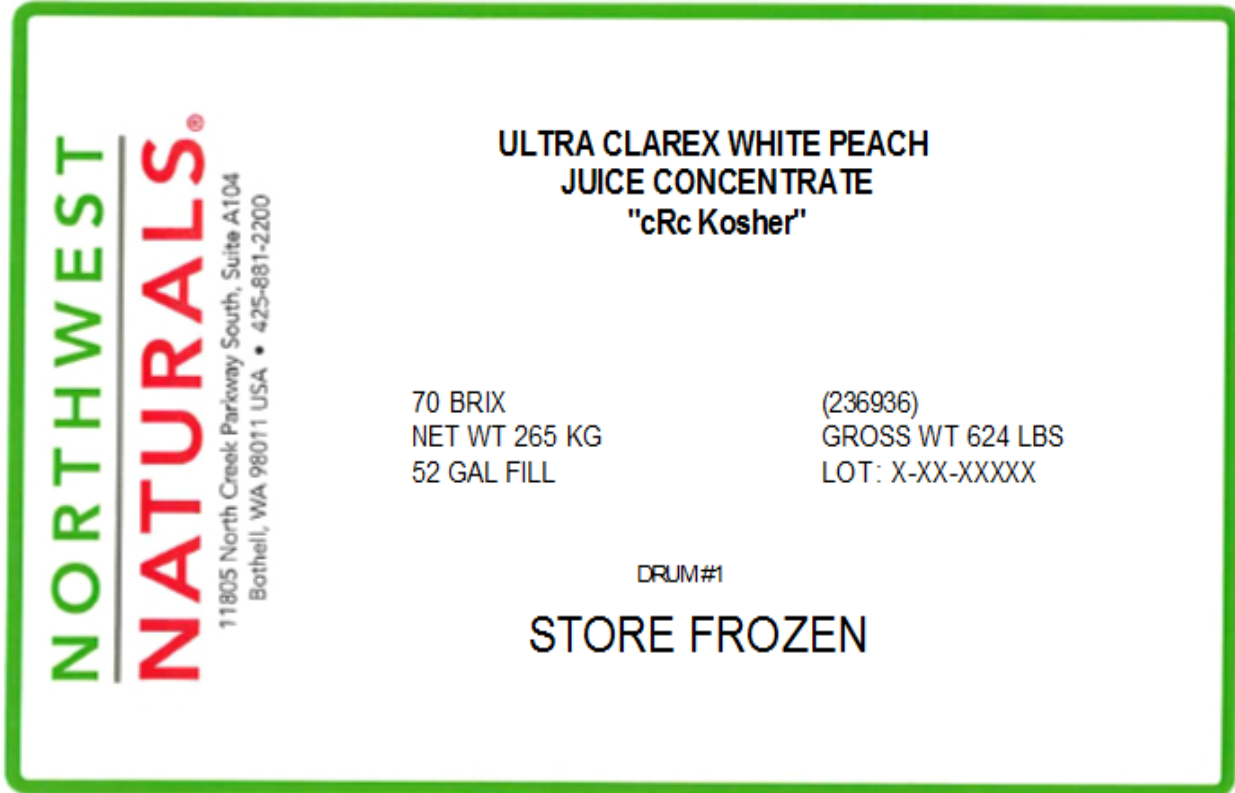 NORTHWEST
NATURALS®
11805 North Creek Parkway South, Suite A104
Bothell, WA 98011 USA • 425-881-2200
ULTRA CLAREX WHITE PEACH
JUICE CONCENTRATE
"cRc Kosher"
70 BRIX (236936)
NET WT 265 KG GROSS WT 624 LBS
52 GAL FILL LOT: X-XX-XXXXX
DRUM#1
STORE FROZEN